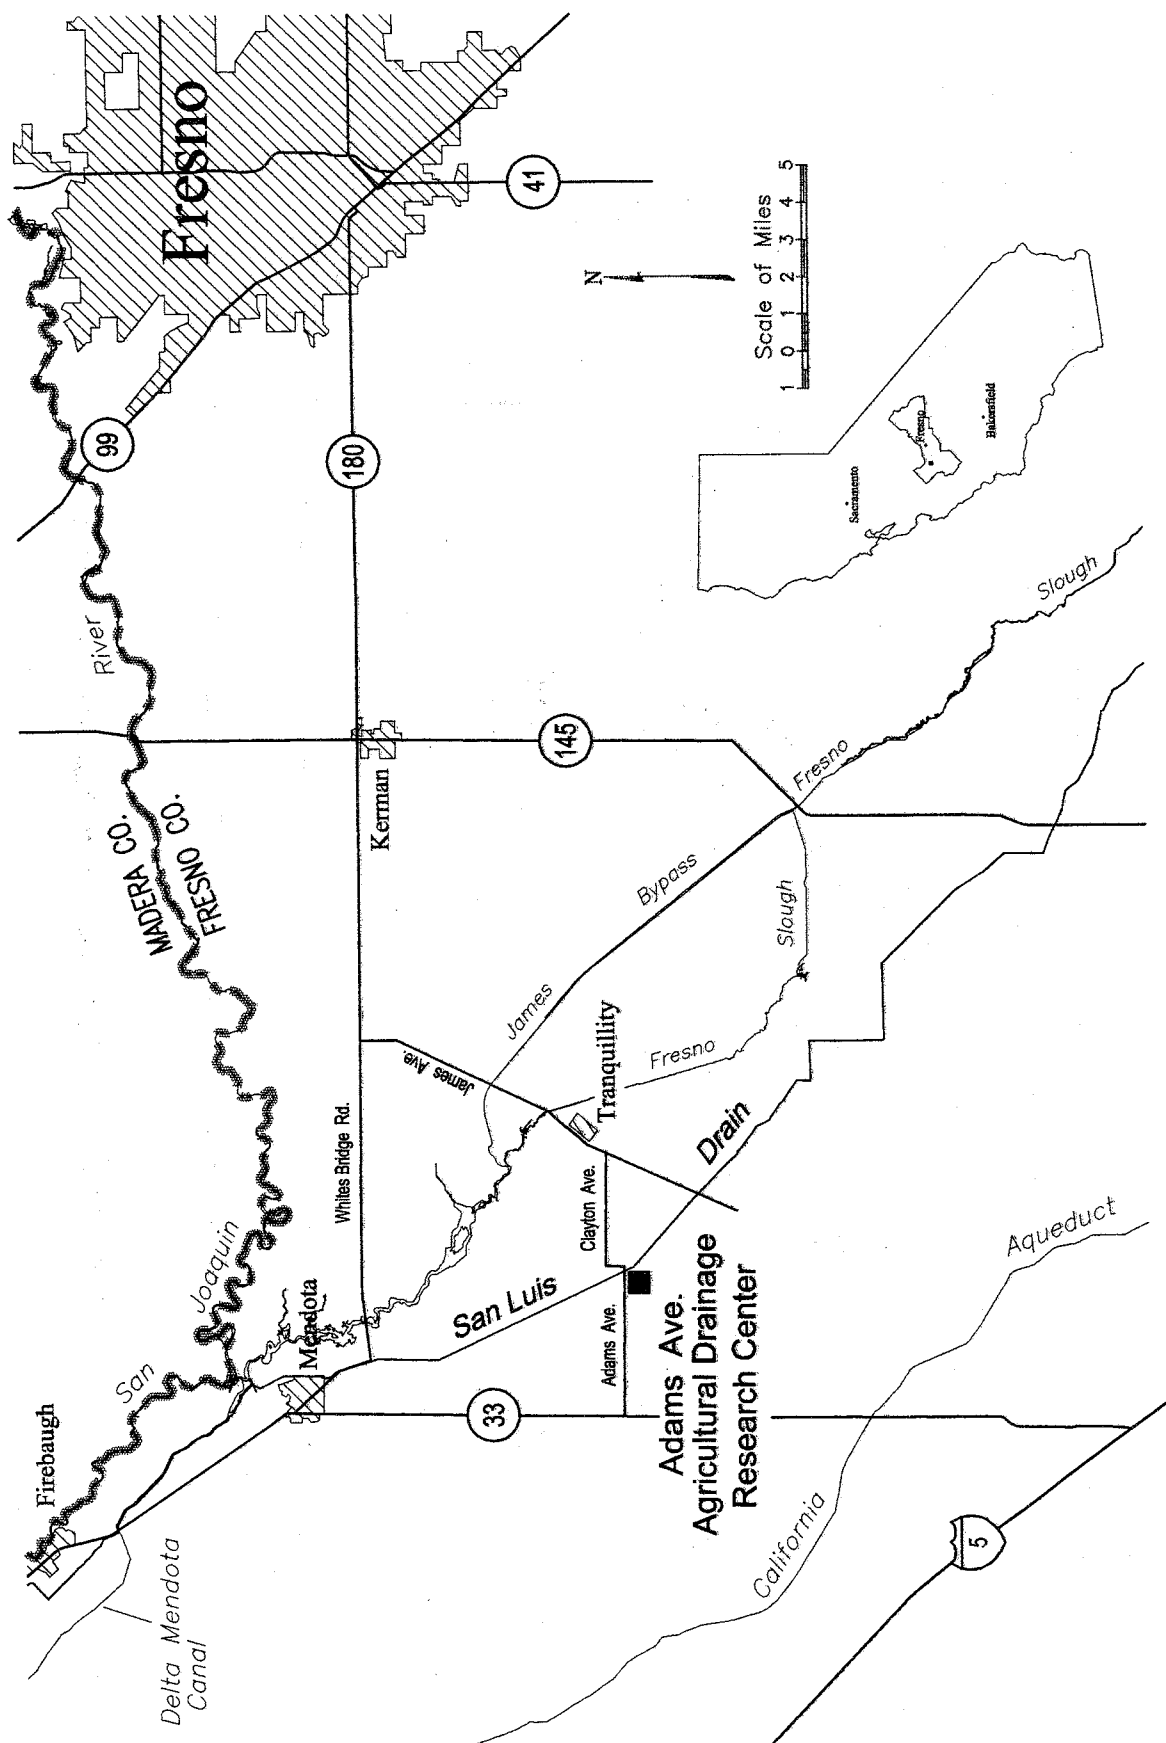 Firebaugh
San
Joaquin
River
MADERA CO.
FRESNO CO.
99
Fresno
Delta Mendota
Canal
Mendota
Whites Bridge Rd.
Kerman
180
41
33
San Luis
Drain
James Ave.
James
Bypass
145
Tranquillity
Clayton Ave.
Adams Ave.
Fresno
Slough
Fresno
Slough
Adams Ave.
Agricultural Drainage
Research Center
California
Aqueduct
5
N
Scale of Miles
1 0 1 2 3 4 5
Sacramento
Fresno
Bakersfield